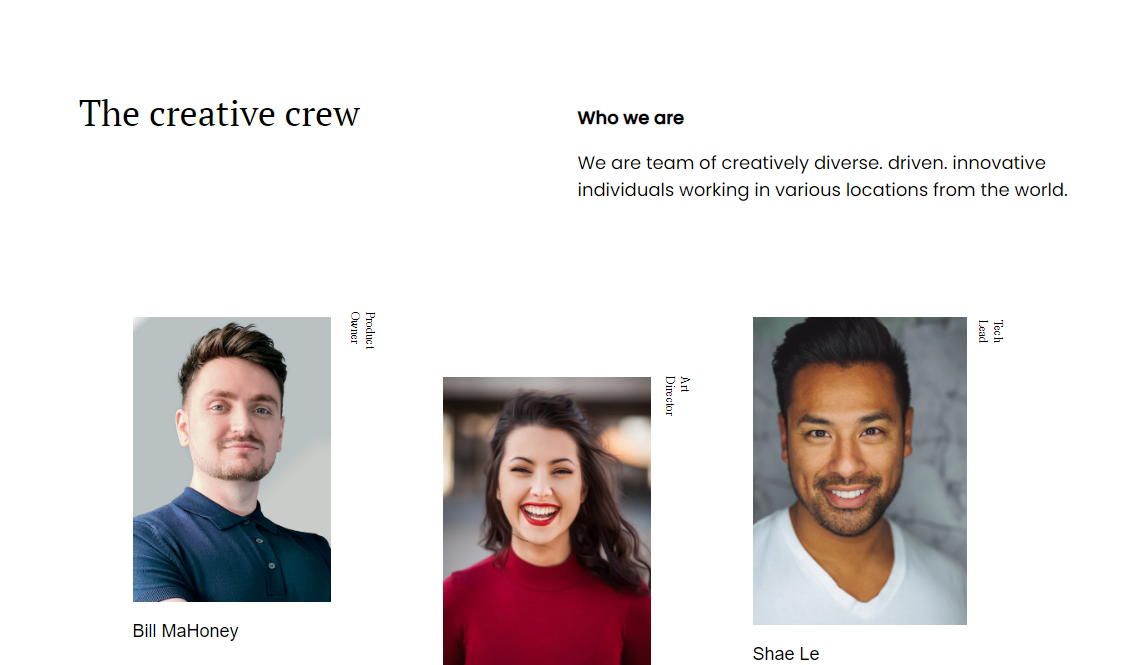 The creative crew
Who we are
We are team of creatively diverse. driven. innovative
individuals working in various locations from the world.
Product
Owner
Bill MaHoney
Art
Director
Tech
Lead
Shae Le